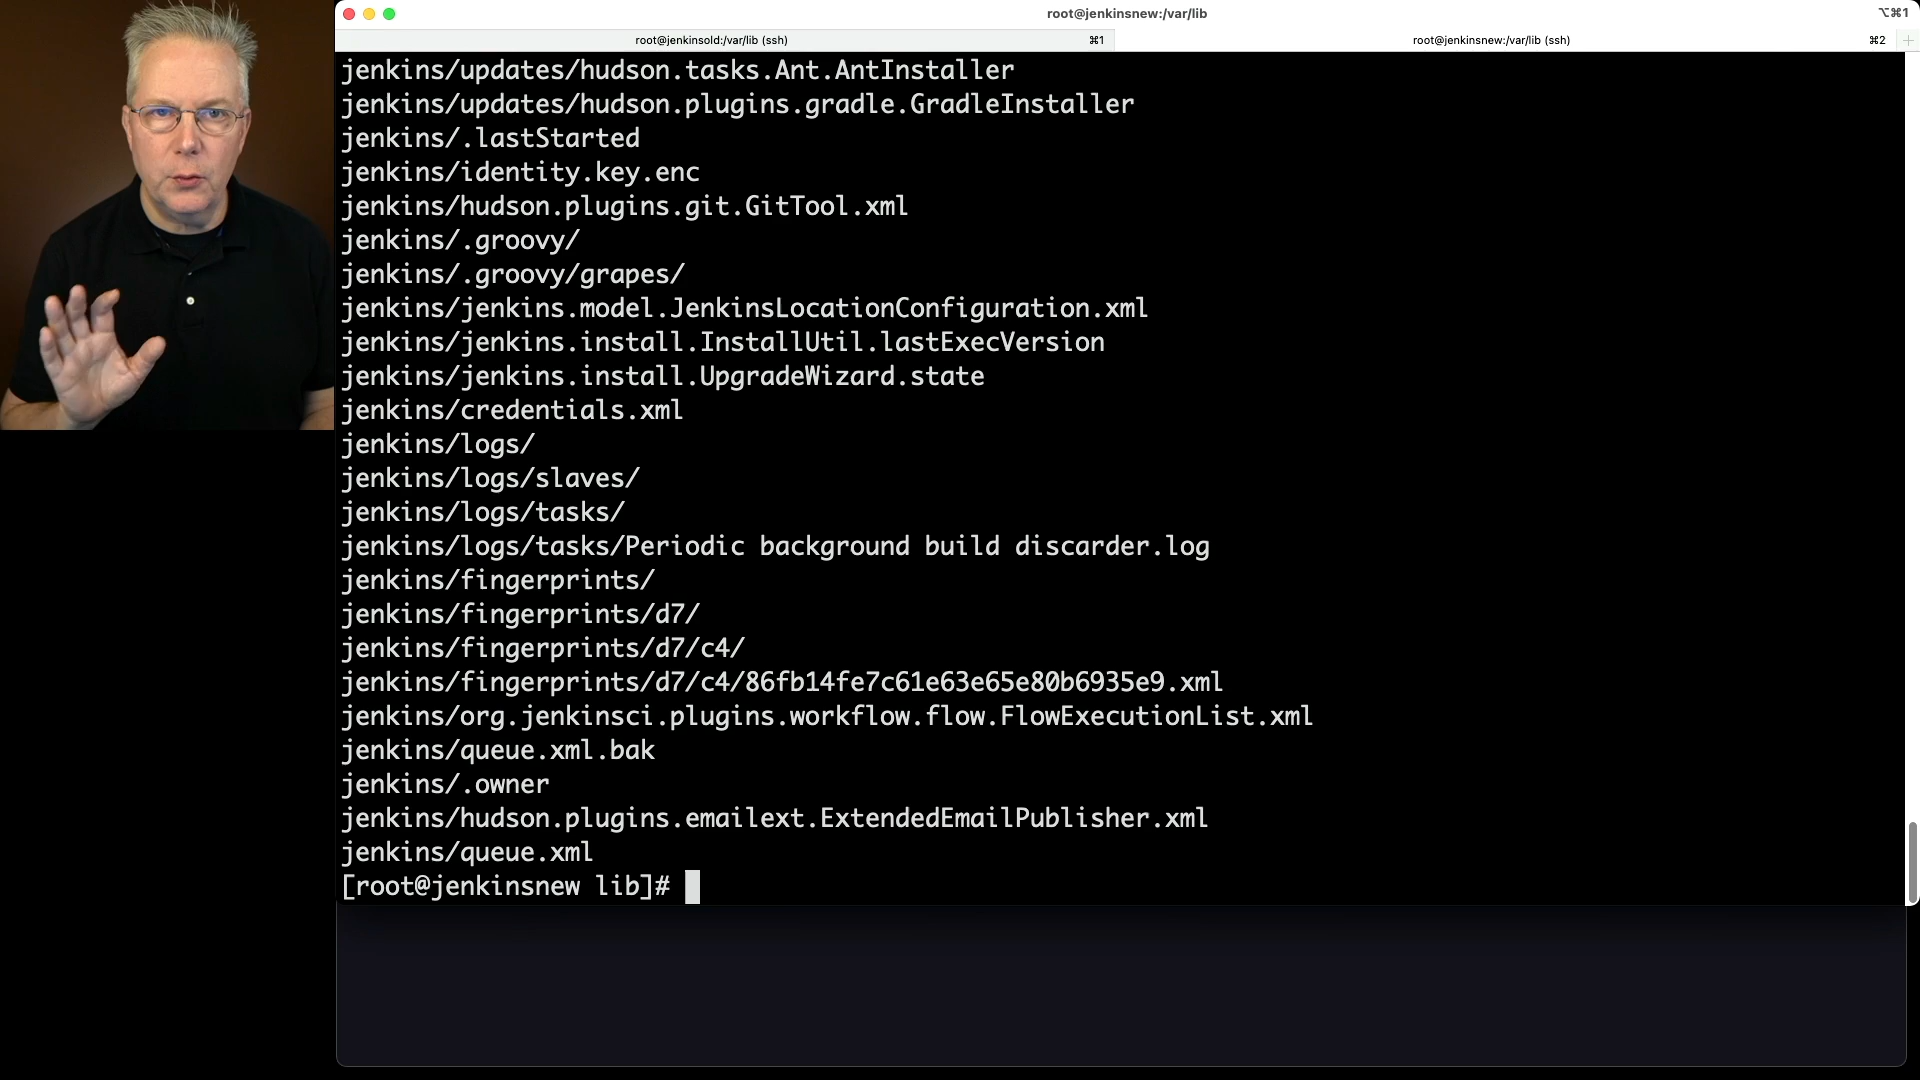 root@jenkinsnew:/var/lib
⌥⌘1
root@jenkinsold:/var/lib (ssh)
⌘1
root@jenkinsnew:/var/lib (ssh)
⌘2
jenkins/updates/hudson.tasks.Ant.AntInstaller
jenkins/updates/hudson.plugins.gradle.GradleInstaller
jenkins/.lastStarted
jenkins/identity.key.enc
jenkins/hudson.plugins.git.GitTool.xml
jenkins/.groovy/
jenkins/.groovy/grapes/
jenkins/jenkins.model.JenkinsLocationConfiguration.xml
jenkins/jenkins.install.InstallUtil.lastExecVersion
jenkins/jenkins.install.UpgradeWizard.state
jenkins/credentials.xml
jenkins/logs/
jenkins/logs/slaves/
jenkins/logs/tasks/
jenkins/logs/tasks/Periodic background build discarder.log
jenkins/fingerprints/
jenkins/fingerprints/d7/
jenkins/fingerprints/d7/c4/
jenkins/fingerprints/d7/c4/86fb14fe7c61e63e65e80b6935e9.xml
jenkins/org.jenkinsci.plugins.workflow.flow.FlowExecutionList.xml
jenkins/queue.xml.bak
jenkins/.owner
jenkins/hudson.plugins.emailext.ExtendedEmailPublisher.xml
jenkins/queue.xml
[root@jenkinsnew lib]#